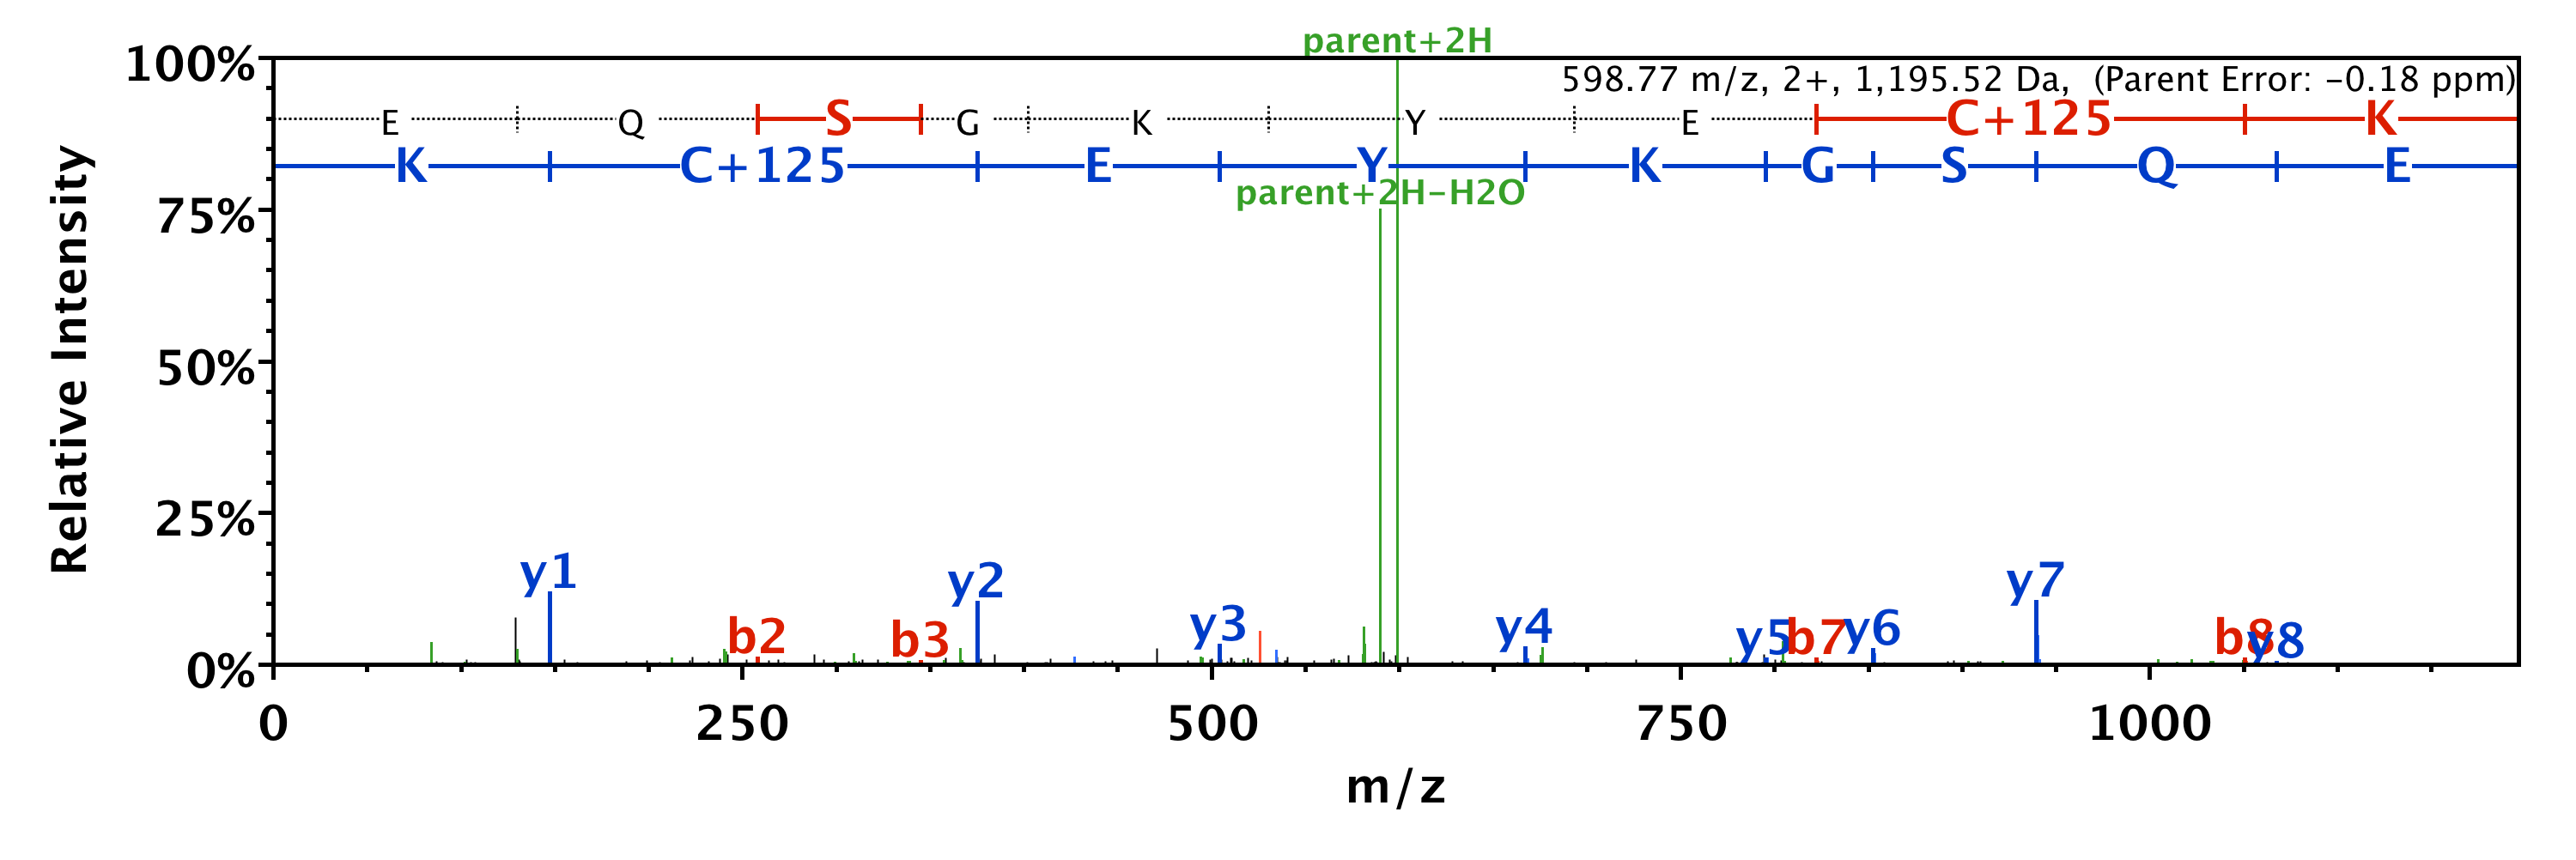 parent+2H
100%
598.77 m/z, 2+, 1,195.52 Da, (Parent Error: −0.18 ppm)
E Q S G K Y E C+125 K
K C+125 E Y K G S Q E
parent+2H−H2O
75%
50%
25%
0%
Relative Intensity
y1 b2 b3 y2 y3 y4 y5 b7 y6 y7 b8 y8
0 250 500 750 1000
m/z